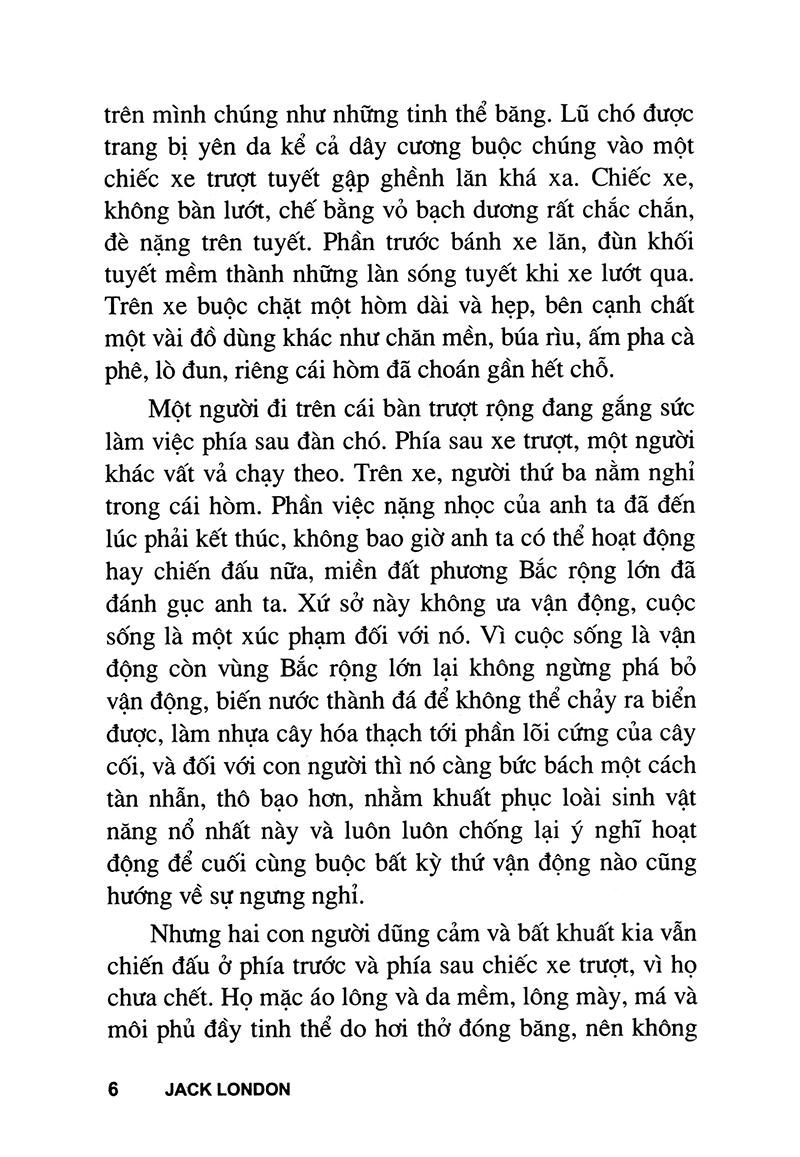 trên mình chúng như những tinh thể băng. Lũ chó được
trang bị yên da kể cả dây cương buộc chúng vào một
chiếc xe trượt tuyết gập ghềnh lăn khá xa. Chiếc xe,
không bàn lướt, chế bằng vỏ bạch dương rất chắc chắn,
đè nặng trên tuyết. Phần trước bánh xe lăn, đùn khối
tuyết mềm thành những làn sóng tuyết khi xe lướt qua.
Trên xe buộc chặt một hòm dài và hẹp, bên cạnh chất
một vài đồ dùng khác như chăn mền, búa rìu, ấm pha cà
phê, lò đun, riêng cái hòm đã choán gần hết chỗ.
Một người đi trên cái bàn trượt rộng đang gắng sức
làm việc phía sau đàn chó. Phía sau xe trượt, một người
khác vất vả chạy theo. Trên xe, người thứ ba nằm nghỉ
trong cái hòm. Phần việc nặng nhọc của anh ta đã đến
lúc phải kết thúc, không bao giờ anh ta có thể hoạt động
hay chiến đấu nữa, miền đất phương Bắc rộng lớn đã
đánh gục anh ta. Xứ sở này không ưa vận động, cuộc
sống là một xúc phạm đối với nó. Vì cuộc sống là vận
động còn vùng Bắc rộng lớn lại không ngừng phá bỏ
vận động, biến nước thành đá để không thể chảy ra biển
được, làm nhựa cây hóa thạch tới phần lõi cứng của cây
cối, và đối với con người thì nó càng bức bách một cách
tàn nhẫn, thô bạo hơn, nhằm khuất phục loài sinh vật
năng nổ nhất này và luôn luôn chống lại ý nghĩ hoạt
động để cuối cùng buộc bất kỳ thứ vận động nào cũng
hướng về sự ngưng nghỉ.
Nhưng hai con người dũng cảm và bất khuất kia vẫn
chiến đấu ở phía trước và phía sau chiếc xe trượt, vì họ
chưa chết. Họ mặc áo lông và da mềm, lông mày, má và
môi phủ đầy tinh thể do hơi thở đóng băng, nên không
6 JACK LONDON